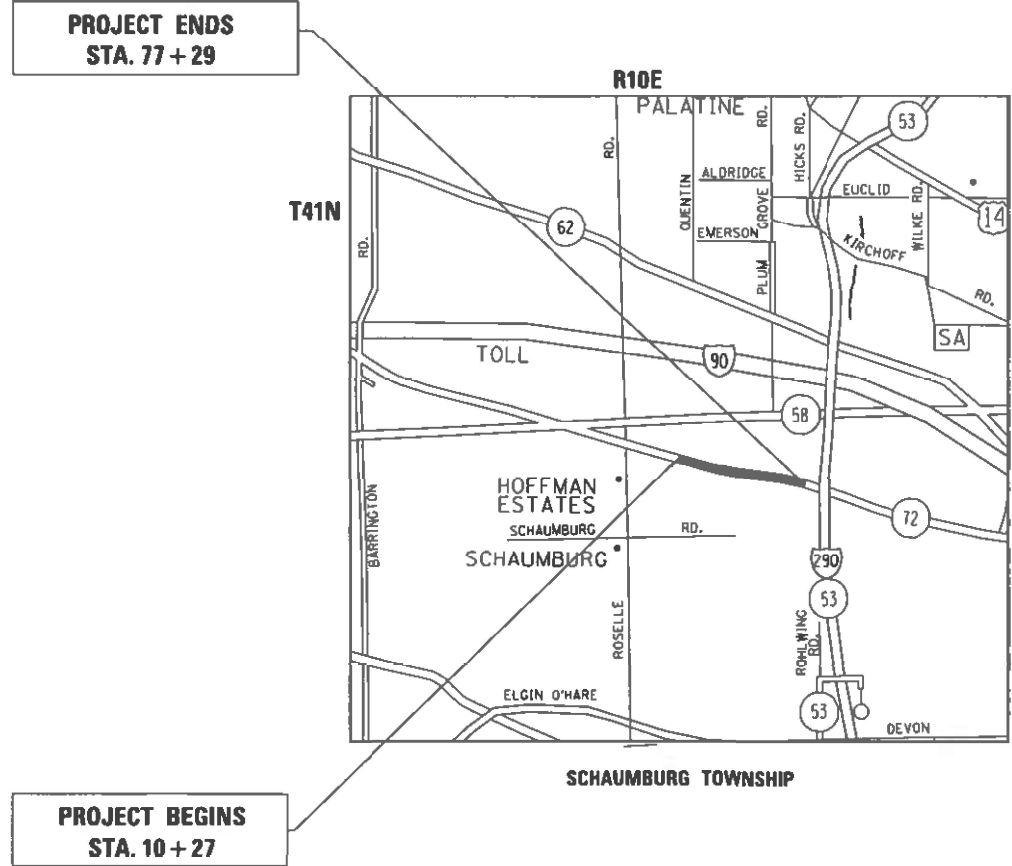 PROJECT ENDS
STA. 77+29
R10E
T41N
PALATINE
RD.
RD.
HICKS RD.
53
ALDRIDGE
EUCLID
WILKE RD.
14
QUENTIN
PLUM GROVE
EMERSON
KIRCHOFF
RD.
62
RD.
SA
TOLL
90
58
HOFFMAN
ESTATES
SCHAUMBURG
RD.
SCHAUMBURG
72
BARRINGTON
ROSELLE
290
53
ROHLWING
RD.
ELGIN O'HARE
53
DEVON
SCHAUMBURG TOWNSHIP
PROJECT BEGINS
STA. 10+27